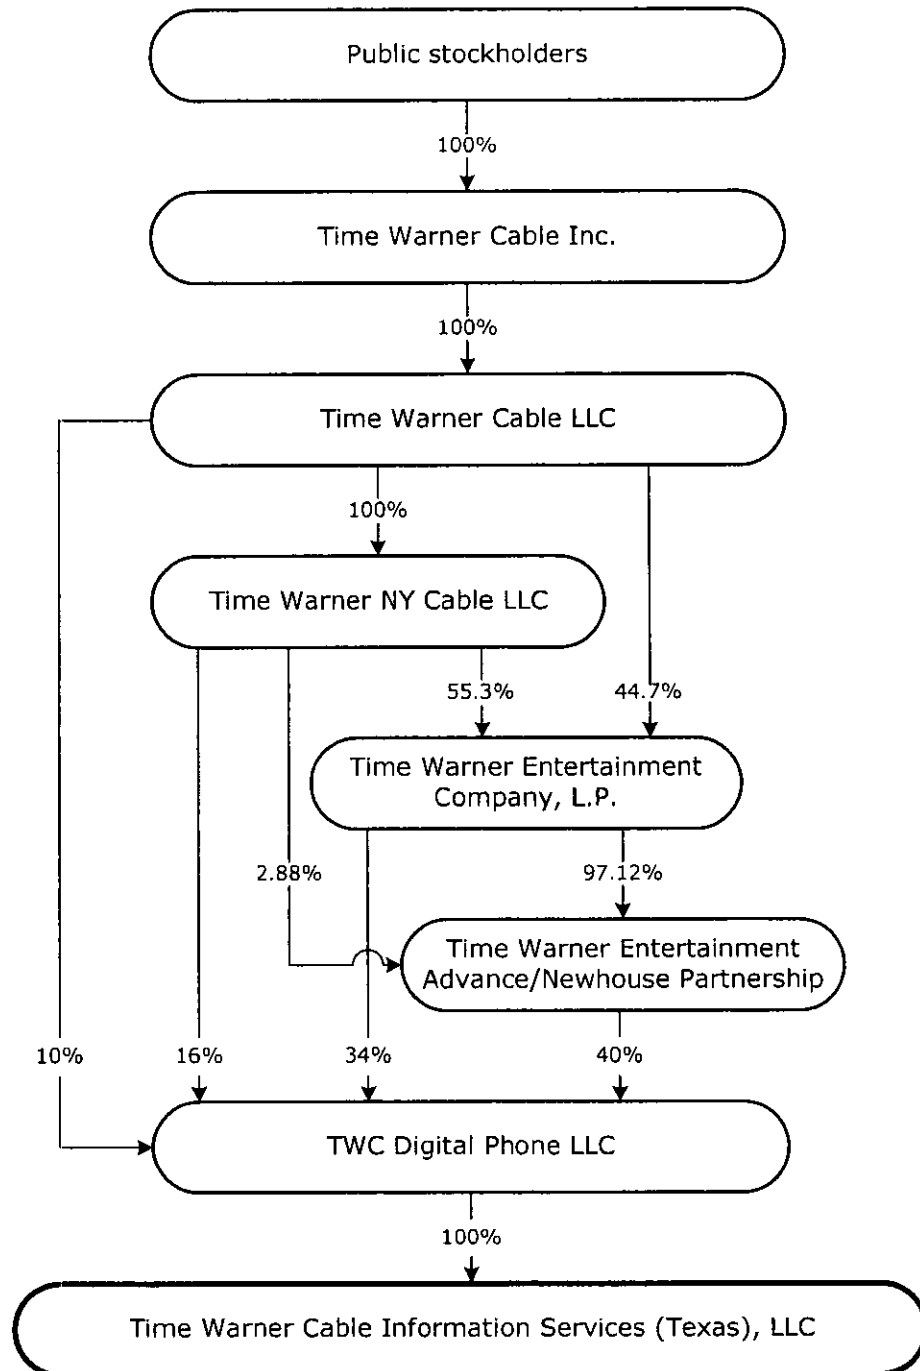 Public stockholders
100%
Time Warner Cable Inc.
100%
Time Warner Cable LLC
100%
Time Warner NY Cable LLC
55.3%
44.7%
Time Warner Entertainment
Company, L.P.
2.88%
97.12%
Time Warner Entertainment
Advance/Newhouse Partnership
10%
16%
34%
40%
TWC Digital Phone LLC
100%
Time Warner Cable Information Services (Texas), LLC